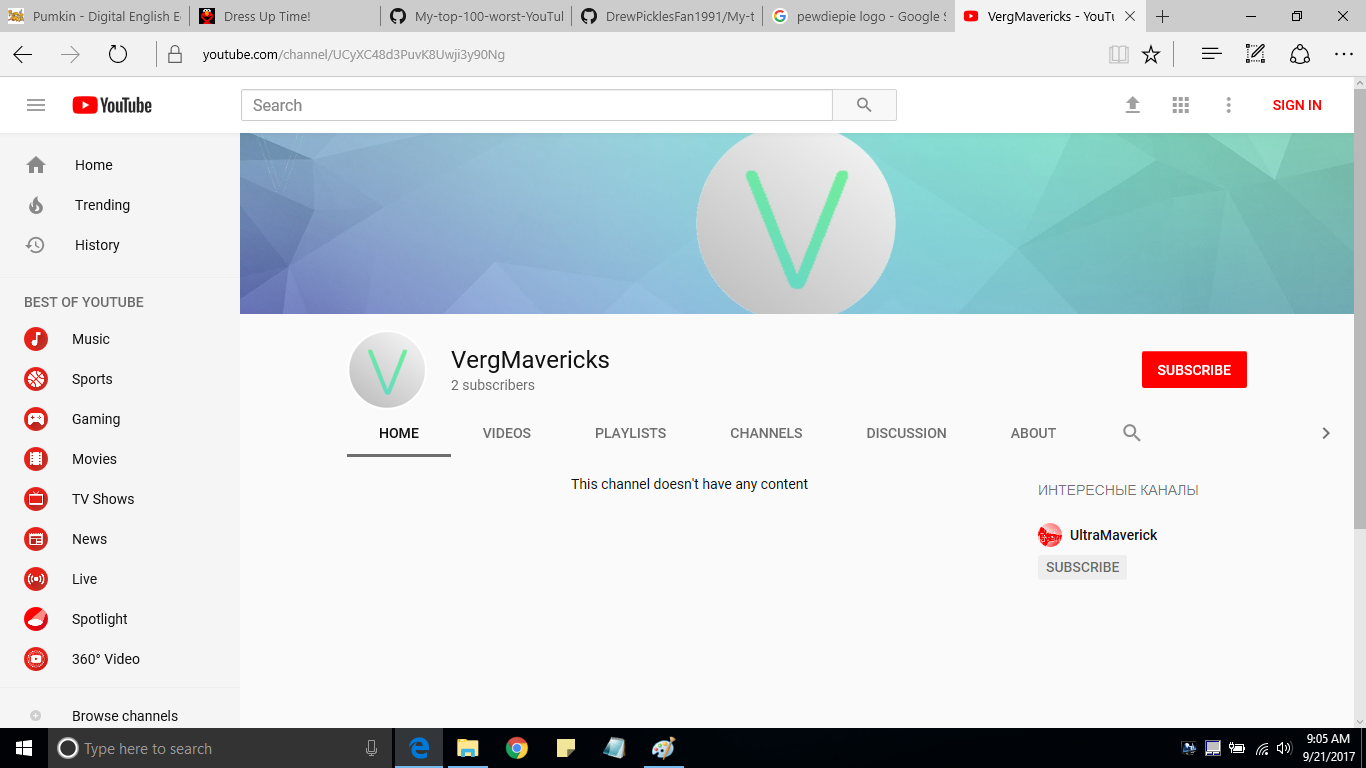 Pumkin - Digital English E
Dress Up Time!
My-top-100-worst-YouTul
DrewPicklesFan1991/My-t
pewdiepie logo - Google S
VergMavericks - YouTu
youtube.com/channel/UCyXC48d3PuvK8Uwji3y90Ng
YouTube
Search
SIGN IN
Home
Trending
History
BEST OF YOUTUBE
Music
Sports
Gaming
Movies
TV Shows
News
Live
Spotlight
360° Video
Browse channels
V
V
VergMavericks
2 subscribers
SUBSCRIBE
HOME
VIDEOS
PLAYLISTS
CHANNELS
DISCUSSION
ABOUT
This channel doesn't have any content
ИНТЕРЕСНЫЕ КАНАЛЫ
UltraMaverick
SUBSCRIBE
Type here to search
9:05 AM
9/21/2017